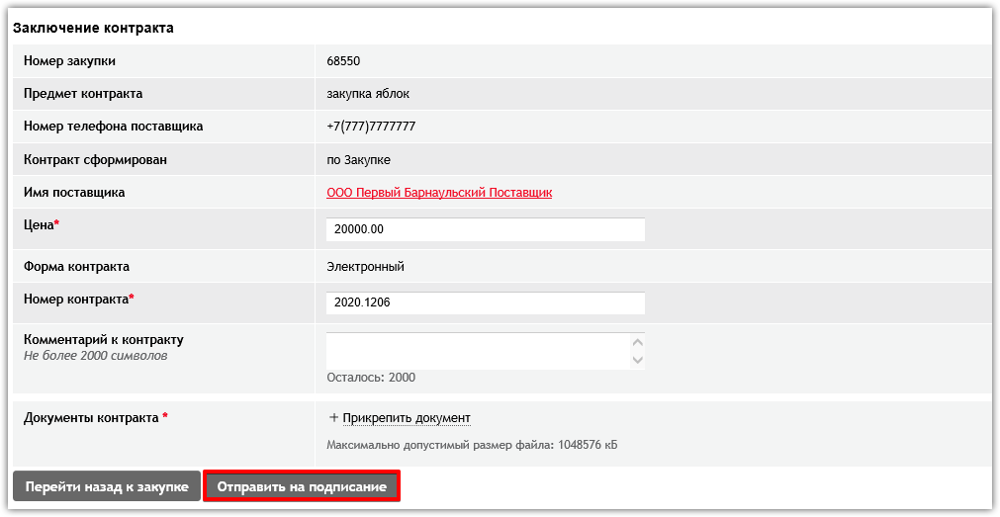 Заключение контракта
Номер закупки 68550
Предмет контракта закупка яблок
Номер телефона поставщика +7(777)7777777
Контракт сформирован по Закупке
Имя поставщика ООО Первый Барнаульский Поставщик
Цена* 20000.00
Форма контракта Электронный
Номер контракта* 2020.1206
Комментарий к контракту
Не более 2000 символов
Осталось: 2000
Документы контракта * + Прикрепить документ
Максимально допустимый размер файла: 1048576 кБ
Перейти назад к закупке Отправить на подписание